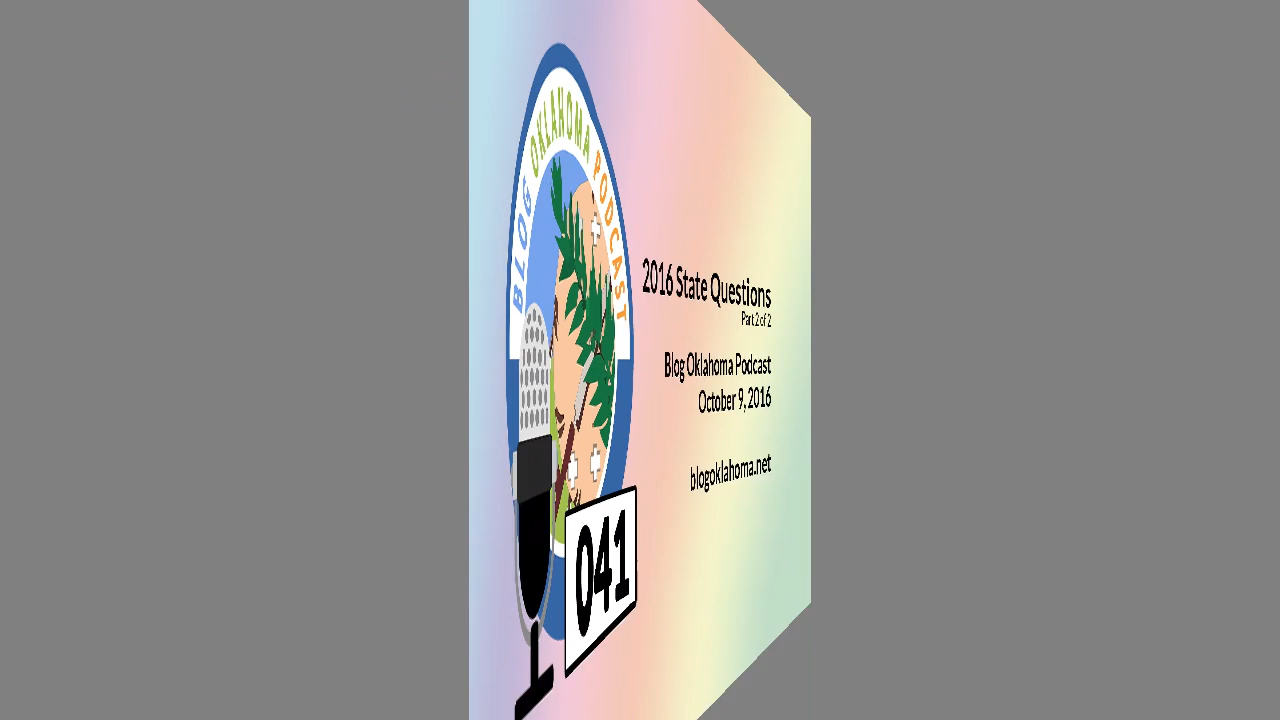 BLOG OKLAHOMA PODCAST
041
2016 State Questions
Part 2 of 2
Blog Oklahoma Podcast
October 9, 2016
blogoklahoma.net